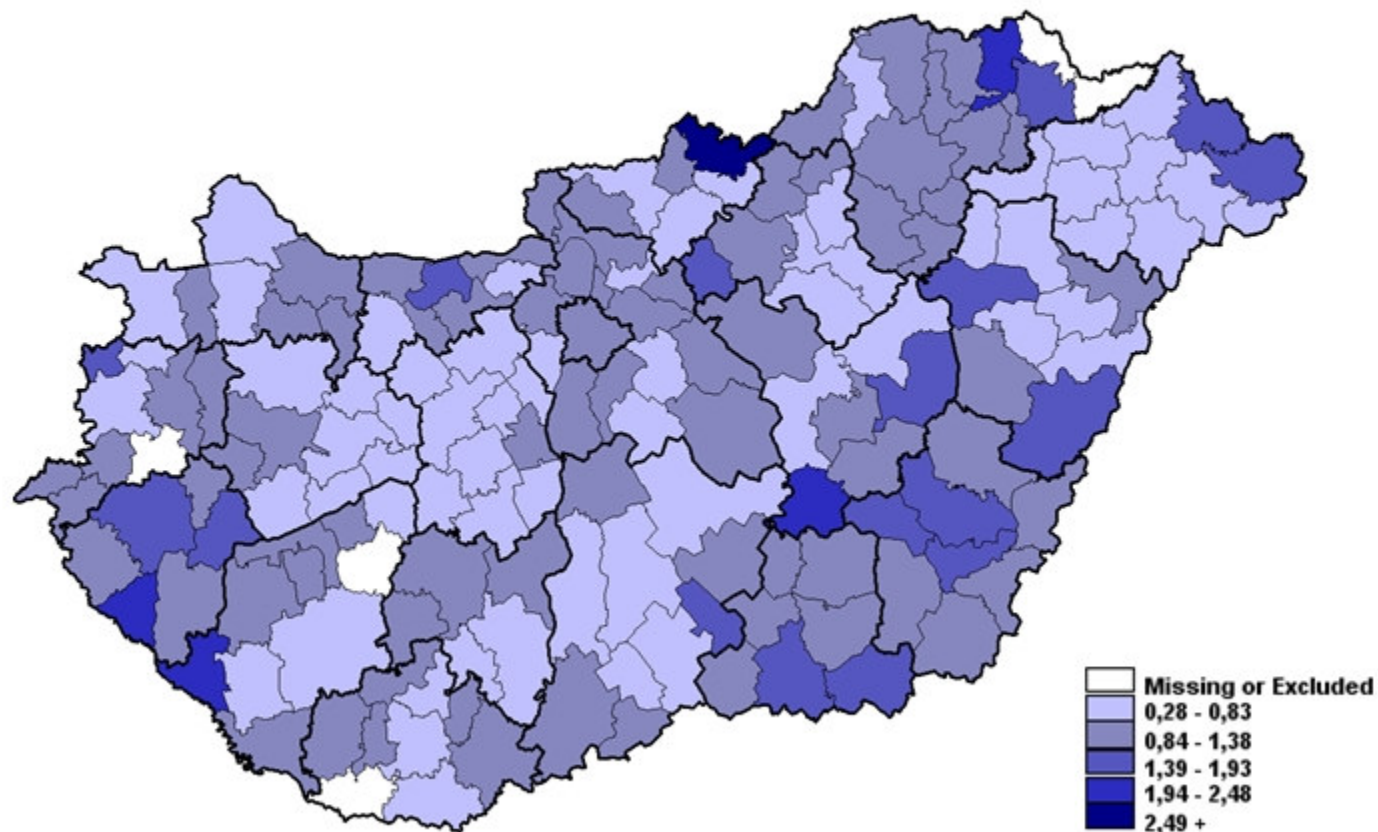 Missing or Excluded
0,28 - 0,83
0,84 - 1,38
1,39 - 1,93
1,94 - 2,48
2,49 +